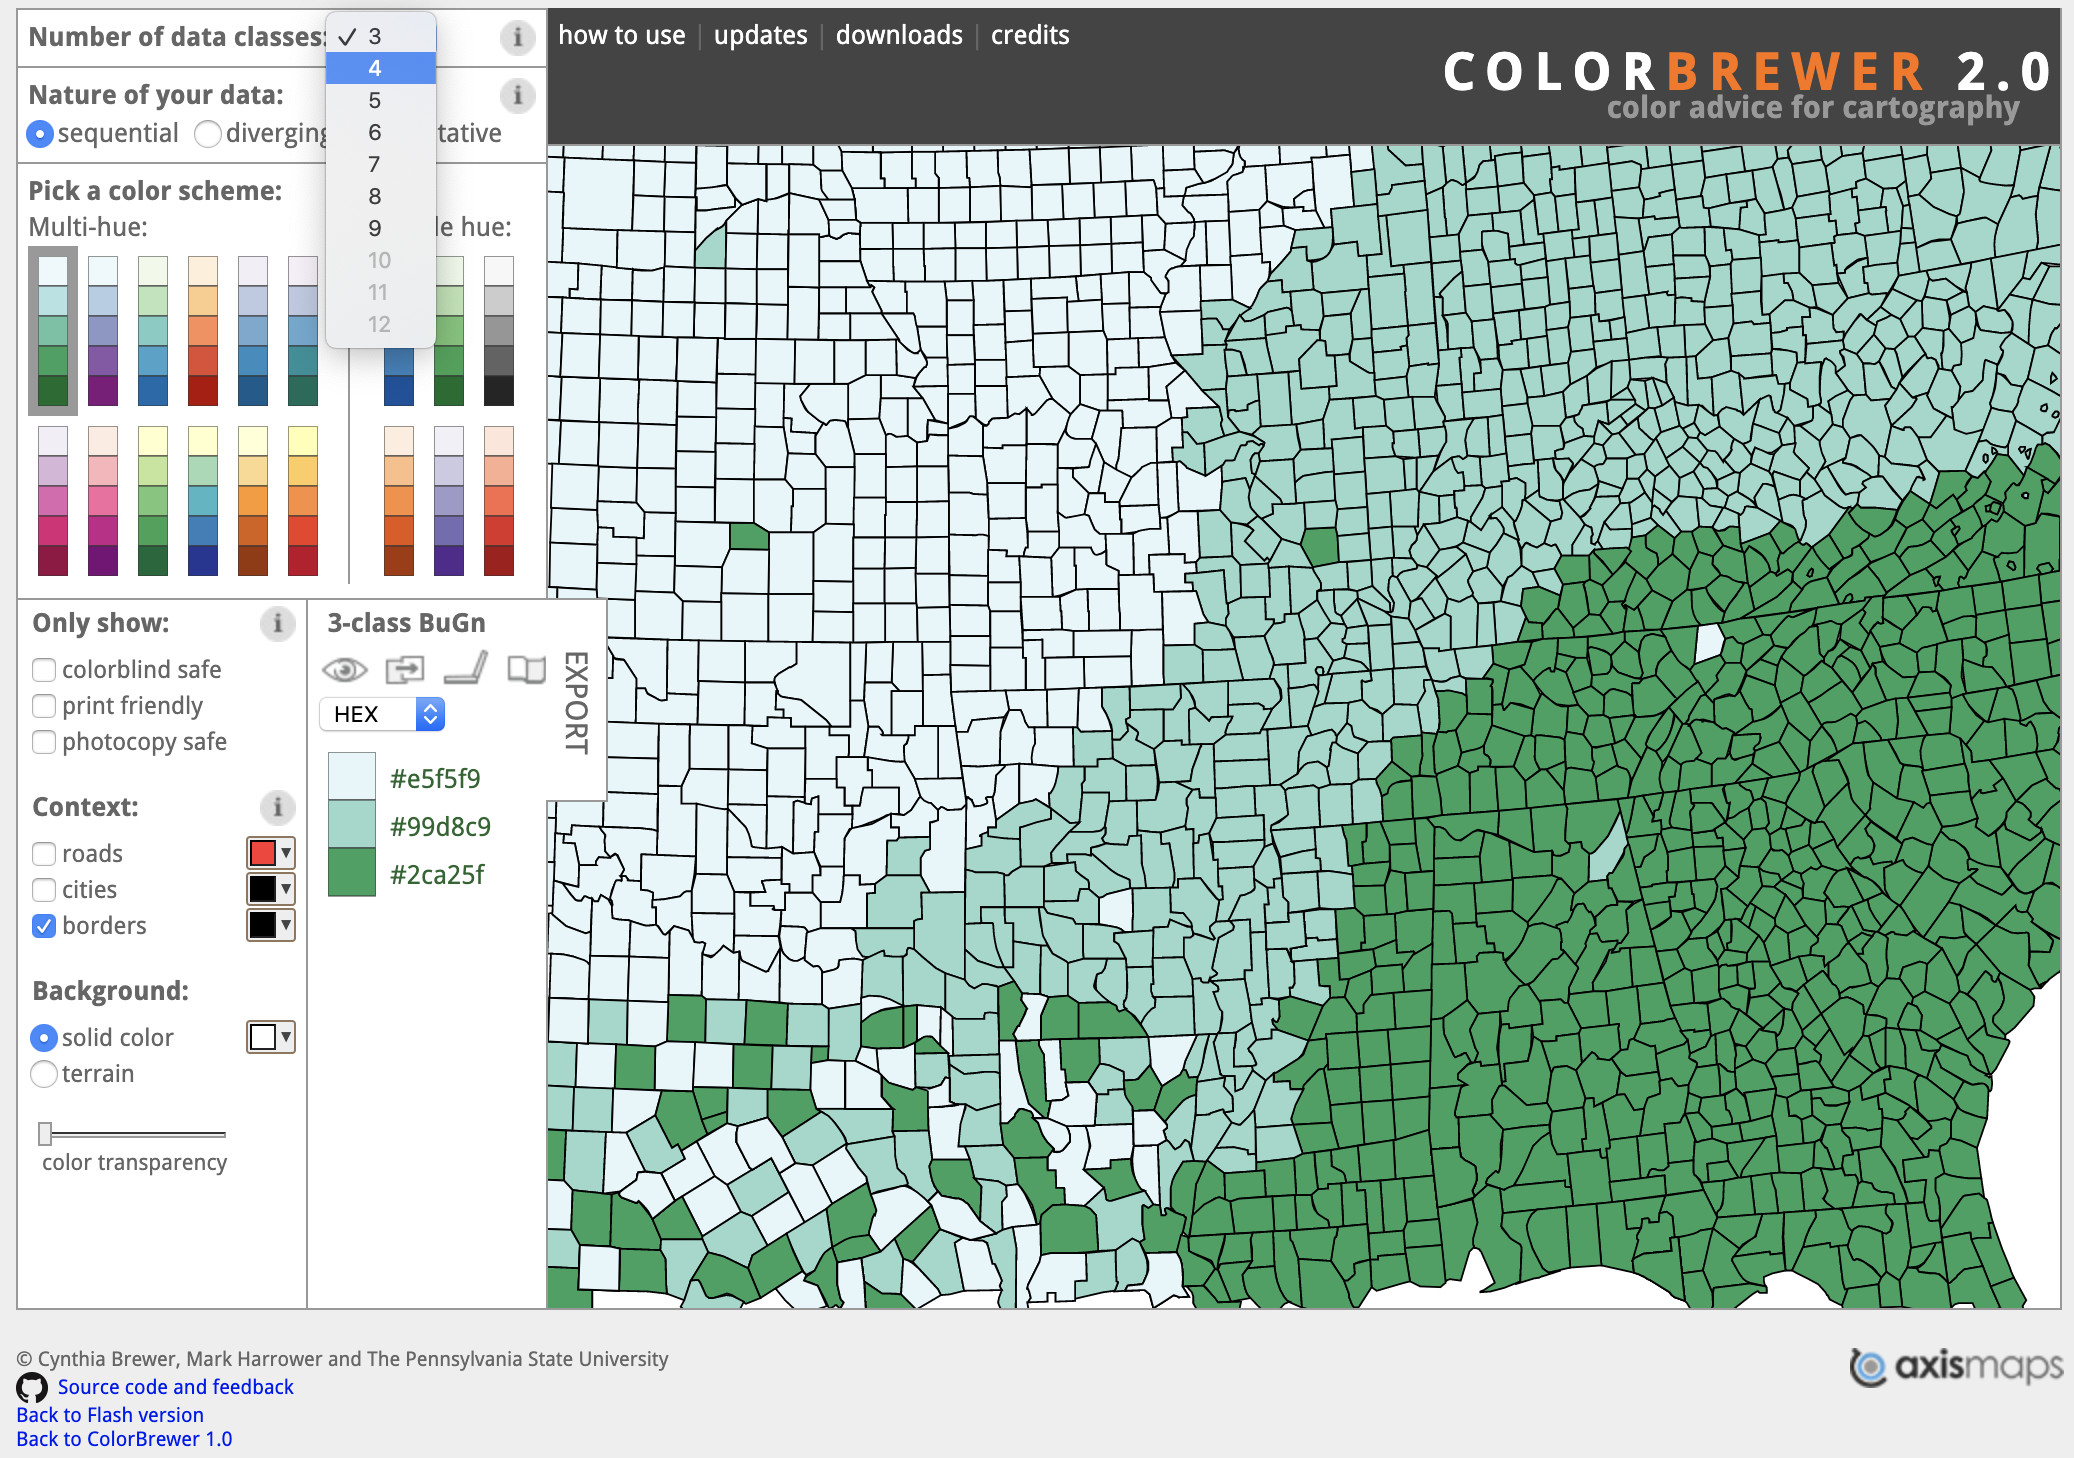 Number of data classes:
3
4
5
6
7
8
9
10
11
12
how to use | updates | downloads | credits
COLORBREWER 2.0
color advice for cartography
Nature of your data:
sequential diverging tative
Pick a color scheme:
Multi-hue: le hue:
Only show:
colorblind safe
print friendly
photocopy safe
Context:
roads
cities
borders
Background:
solid color
terrain
color transparency
3-class BuGn
HEX
EXPORT
#e5f5f9
#99d8c9
#2ca25f
© Cynthia Brewer, Mark Harrower and The Pennsylvania State University
Source code and feedback
Back to Flash version
Back to ColorBrewer 1.0
axismaps